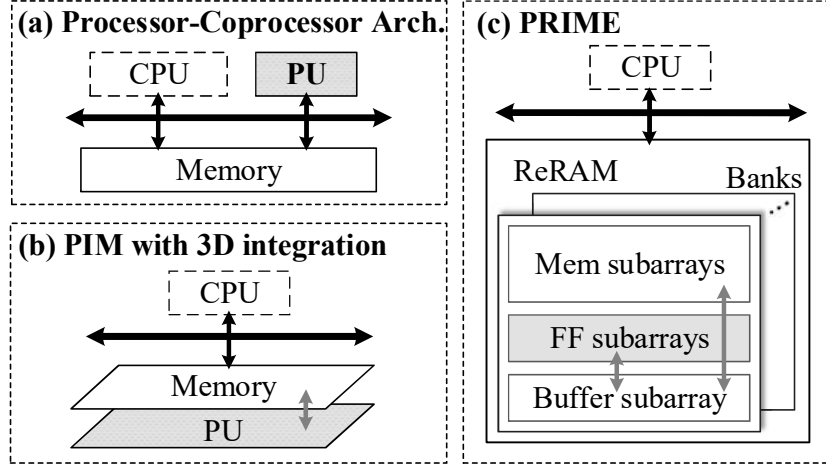 (a) Processor-Coprocessor Arch.
CPU
PU
Memory
(b) PIM with 3D integration
CPU
Memory
PU
(c) PRIME
CPU
ReRAM
Banks
Mem subarrays
FF subarrays
Buffer subarray